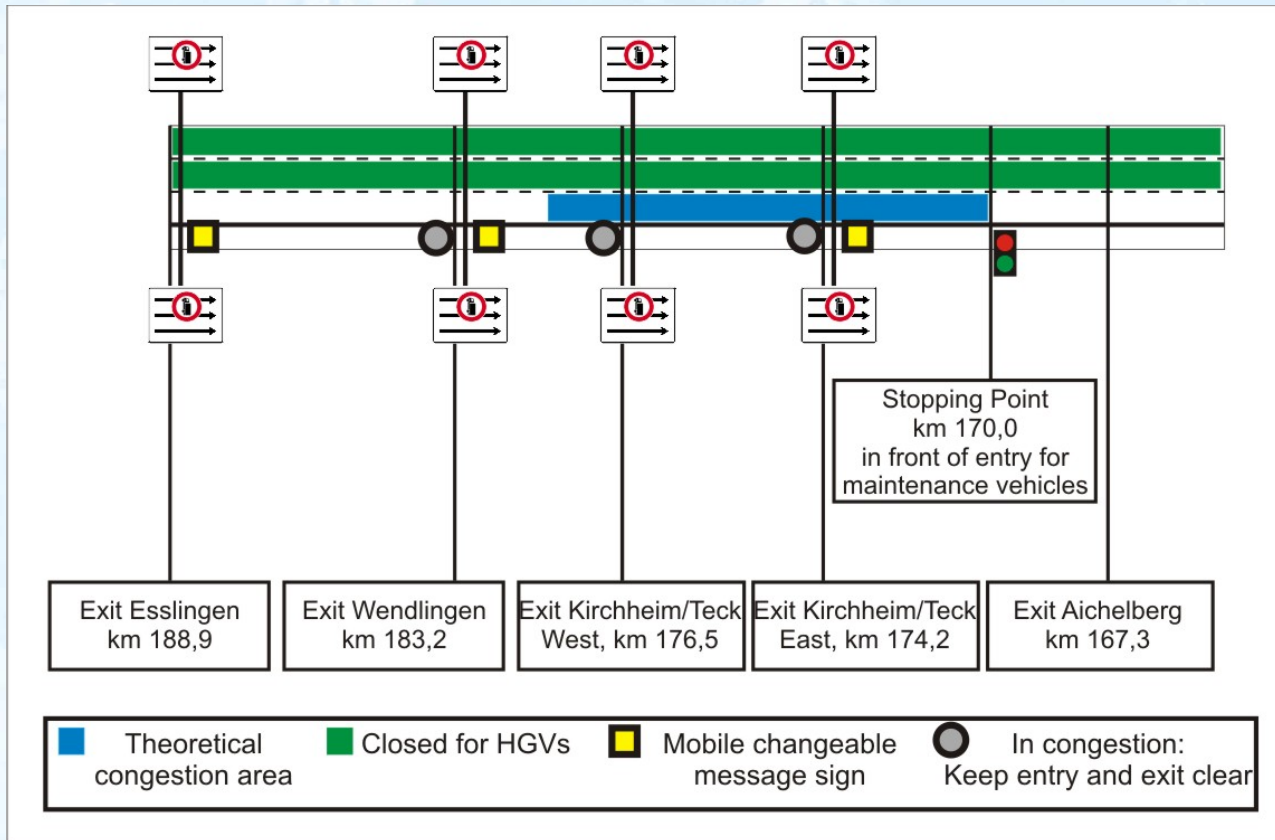 Stopping Point
km 170,0
in front of entry for
maintenance vehicles
Exit Esslingen
km 188,9
Exit Wendlingen
km 183,2
Exit Kirchheim/Teck
West, km 176,5
Exit Kirchheim/Teck
East, km 174,2
Exit Aichelberg
km 167,3
Theoretical
congestion area
Closed for HGVs
Mobile changeable
message sign
In congestion:
Keep entry and exit clear